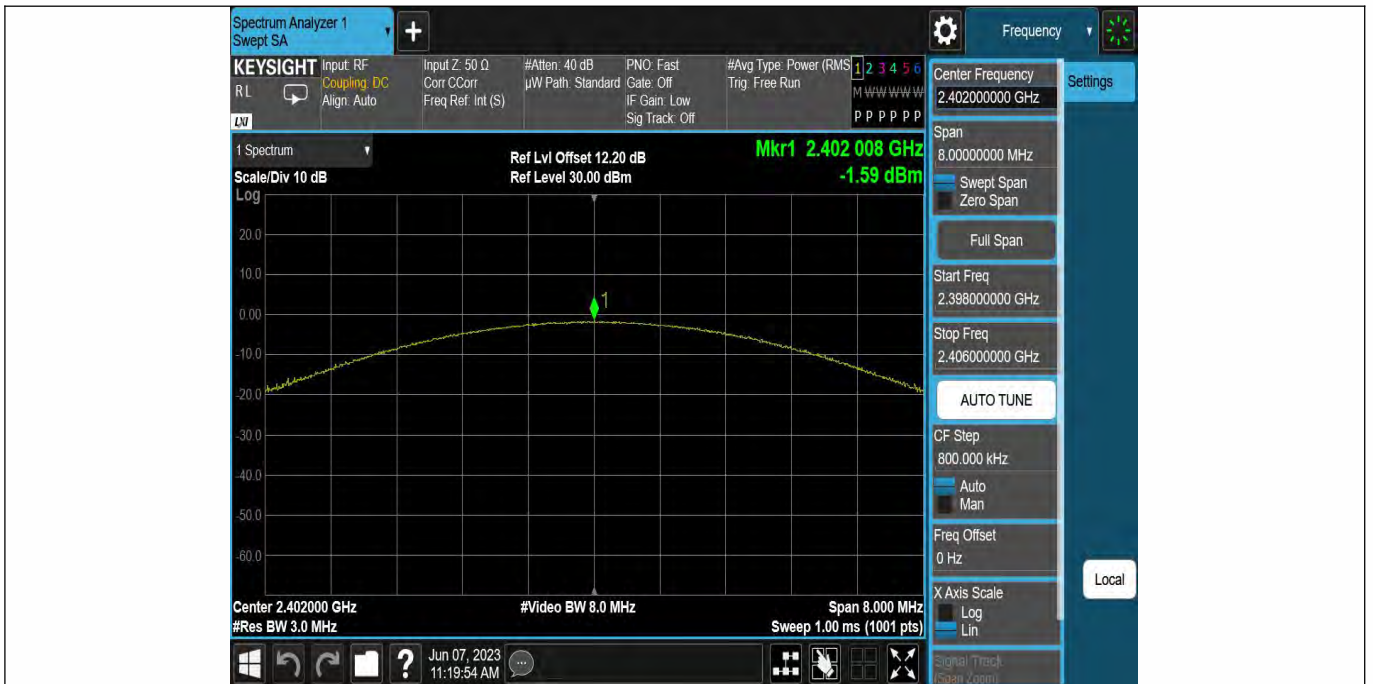 Spectrum Analyzer 1
Swept SA
+
Frequency
KEYSIGHT
RL
LXI
Input: RF
Coupling: DC
Align: Auto
Input Z: 50 Ω
Corr CCorr
Freq Ref: Int (S)
#Atten: 40 dB
µW Path: Standard
PNO: Fast
Gate: Off
IF Gain: Low
Sig Track: Off
#Avg Type: Power (RMS
Trig: Free Run
1 2 3 4 5 6
M W W W W W
P P P P P P
1 Spectrum
Scale/Div 10 dB
Ref Lvl Offset 12.20 dB
Ref Level 30.00 dBm
Mkr1 2.402 008 GHz
-1.59 dBm
Log
20.0
10.0
0.00
-10.0
-20.0
-30.0
-40.0
-50.0
-60.0
1
Center 2.402000 GHz
#Res BW 3.0 MHz
#Video BW 8.0 MHz
Span 8.000 MHz
Sweep 1.00 ms (1001 pts)
Center Frequency
2.402000000 GHz
Settings
Span
8.00000000 MHz
Swept Span
Zero Span
Full Span
Start Freq
2.398000000 GHz
Stop Freq
2.406000000 GHz
AUTO TUNE
CF Step
800.000 kHz
Auto
Man
Freq Offset
0 Hz
X Axis Scale
Log
Lin
Signal Track
(Span Zoom)
Local
?
Jun 07, 2023
11:19:54 AM